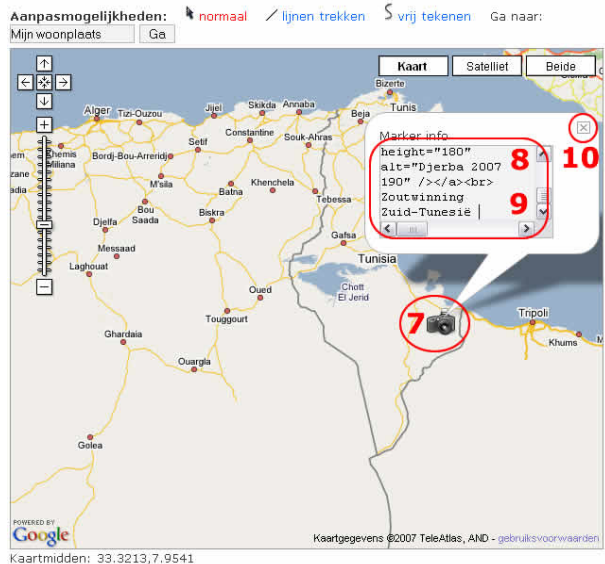 Aanpasmogelijkheden: normaal lijnen trekken vrij tekenen Ga naar:
Mijn woonplaats Ga
Kaart Satelliet Beide
Bizerte
Alger Tizi-Ouzou Jijel Skikda Annaba Beja Tunis
Marker info
height="180"
alt="Djerba 2007
190" /></a><br>
Zoutwinning
Zuid-Tunesië
8
9
10
Constantine Souk-Ahras
Setif
Khemis
Miliana
Bordj-Bou-Arreridj
M'sila
Batna
Khenchela
Tebessa
Bou
Saada
Djelfa
Biskra
Gafsa
Messaad
Laghouat
Tunisia
Chott
El Jerid
Oued
Touggourt
7
Tripoli
Khums
Ghardaia
Ouargla
Golea
POWERED BY
Google
Kaartgegevens ©2007 TeleAtlas, AND - gebruiksvoorwaarden
Kaartmidden: 33.3213,7.9541